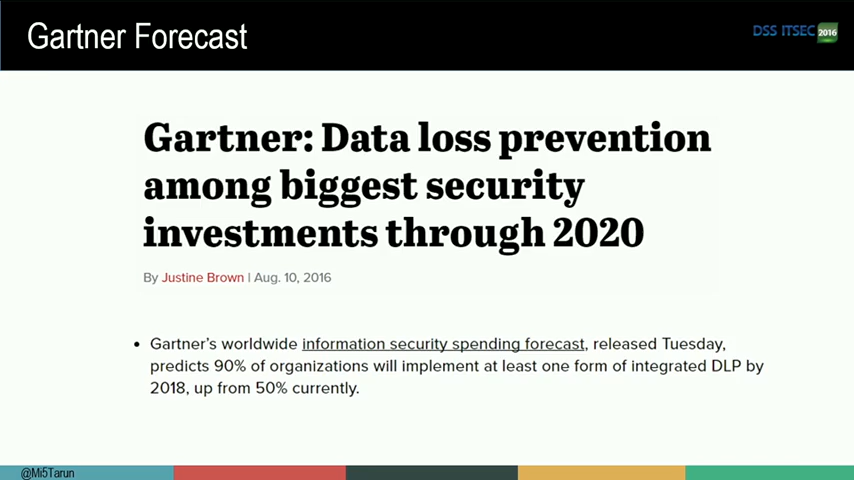 Gartner Forecast
DSS ITSEC 2016
Gartner: Data loss prevention
among biggest security
investments through 2020
By Justine Brown | Aug. 10, 2016
• Gartner's worldwide information security spending forecast, released Tuesday,
predicts 90% of organizations will implement at least one form of integrated DLP by
2018, up from 50% currently.
@Mi5Tarun